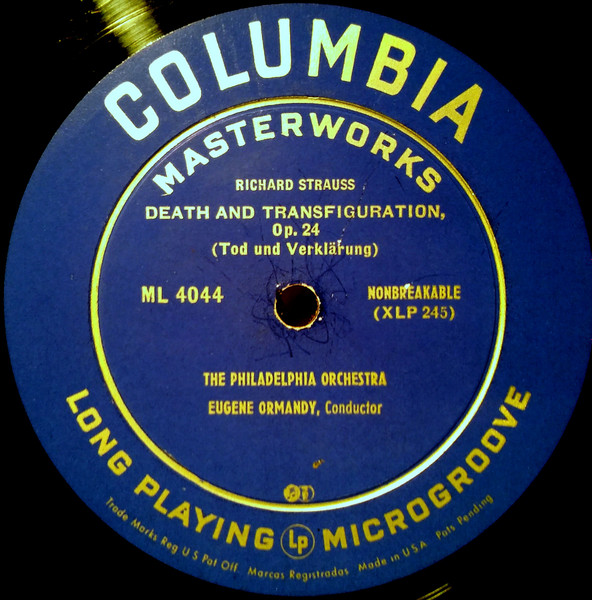 COLUMBIA
MASTERWORKS
RICHARD STRAUSS
DEATH AND TRANSFIGURATION,
Op. 24
(Tod und Verklärung)
ML 4044
NONBREAKABLE
(XLP 245)
THE PHILADELPHIA ORCHESTRA
EUGENE ORMANDY, Conductor
LONG PLAYING Lp MICROGROOVE
Trade Marks Reg U S Pat Off. Marcas Registradas Made in U S A Pats Pending